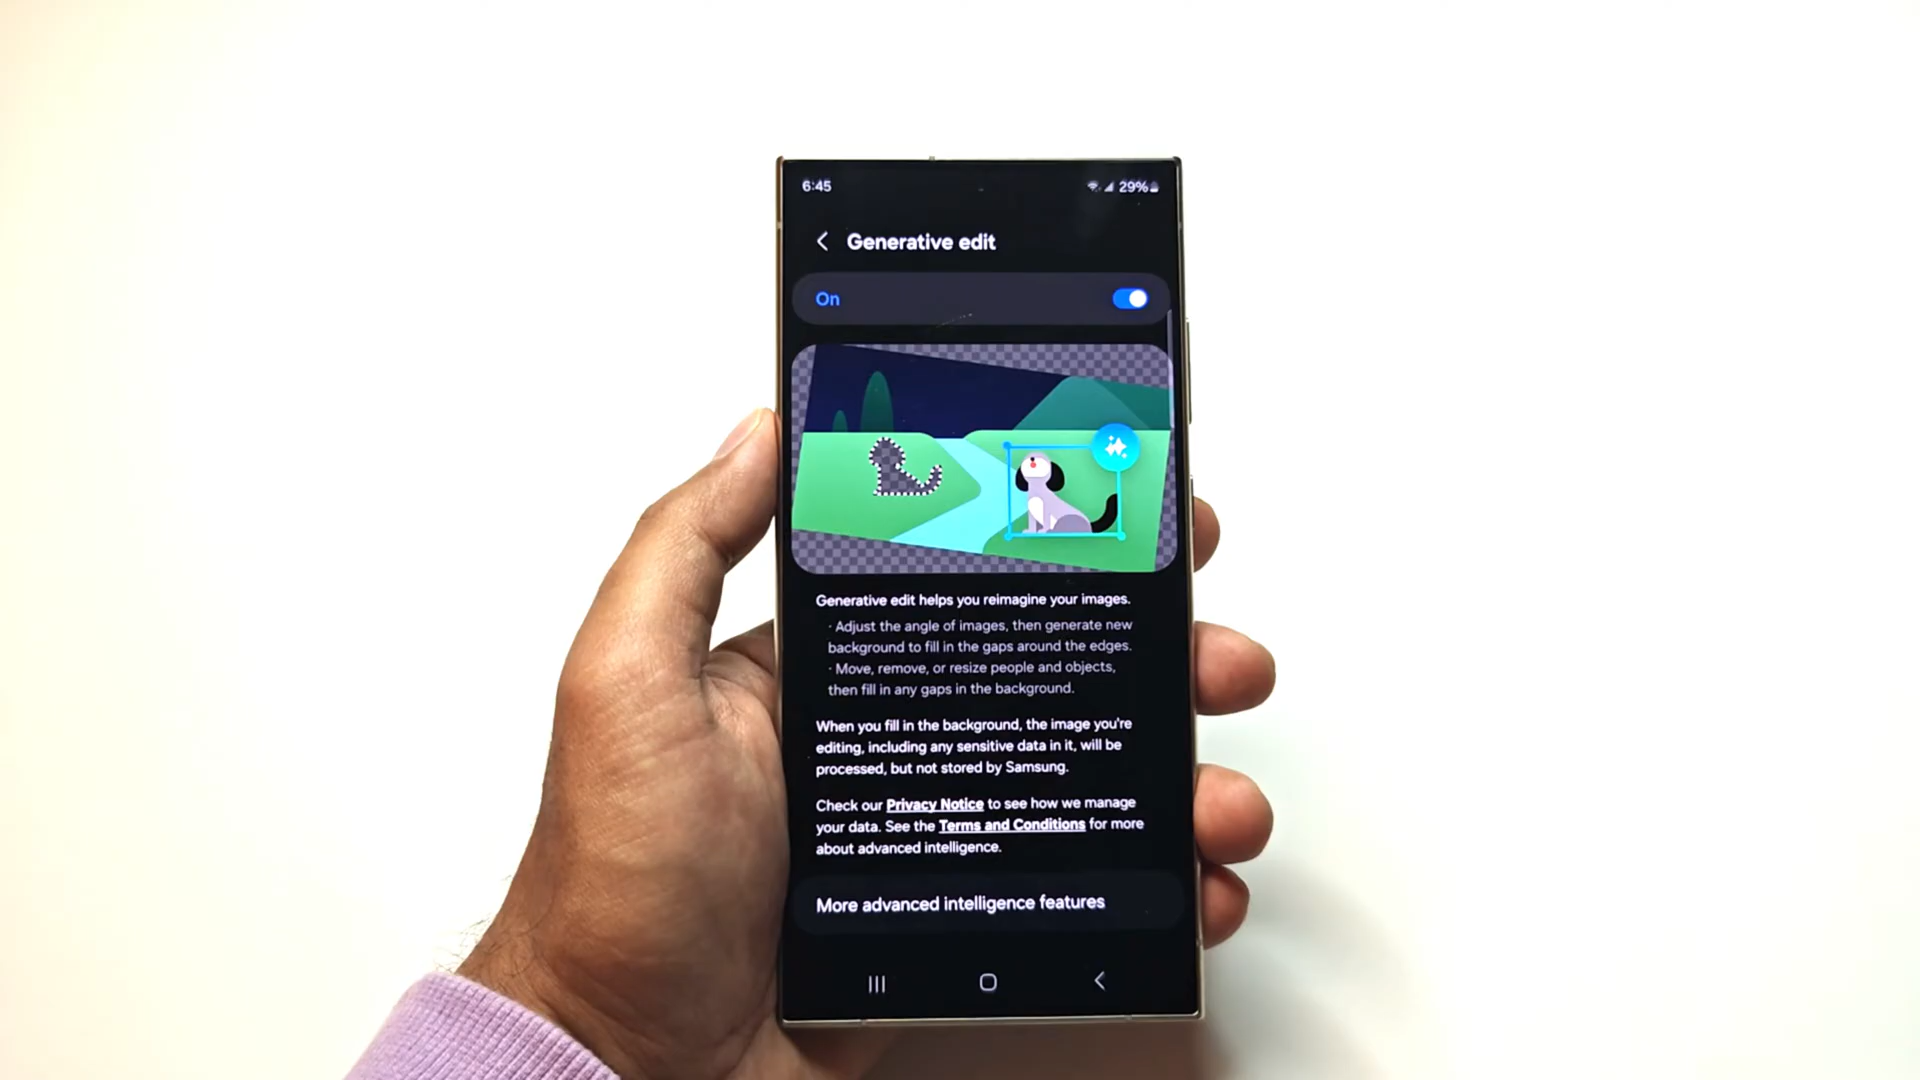 6:45
29%
Generative edit
On
Generative edit helps you reimagine your images.
· Adjust the angle of images, then generate new
background to fill in the gaps around the edges.
· Move, remove, or resize people and objects,
then fill in any gaps in the background.
When you fill in the background, the image you're
editing, including any sensitive data in it, will be
processed, but not stored by Samsung.
Check our Privacy Notice to see how we manage
your data. See the Terms and Conditions for more
about advanced intelligence.
More advanced intelligence features